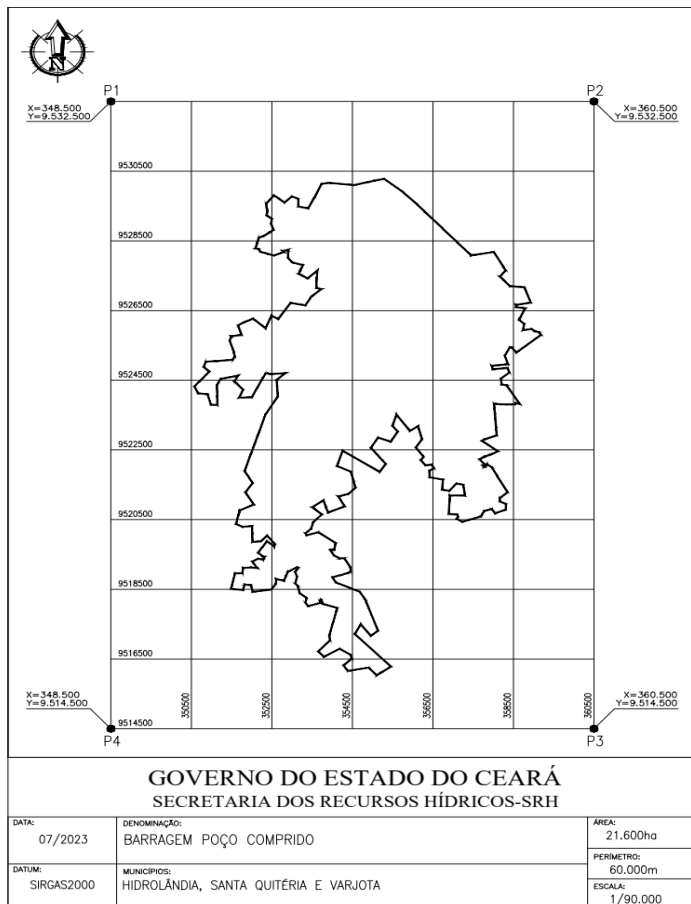 N
P1
P2
X=348.500
Y=9.532.500
X=360.500
Y=9.532.500
9530500
9528500
9526500
9524500
9522500
9520500
9518500
9516500
X=348.500
Y=9.514.500
350500
352500
354500
356500
358500
360500
X=360.500
Y=9.514.500
9514500
P4
P3
GOVERNO DO ESTADO DO CEARÁ
SECRETARIA DOS RECURSOS HÍDRICOS-SRH
DATA:
07/2023
DENOMINAÇÃO:
BARRAGEM POÇO COMPRIDO
ÁREA:
21.600ha
PERÍMETRO:
60.000m
DATUM:
SIRGAS2000
MUNICÍPIOS:
HIDROLÂNDIA, SANTA QUITÉRIA E VARJOTA
ESCALA:
1/90.000